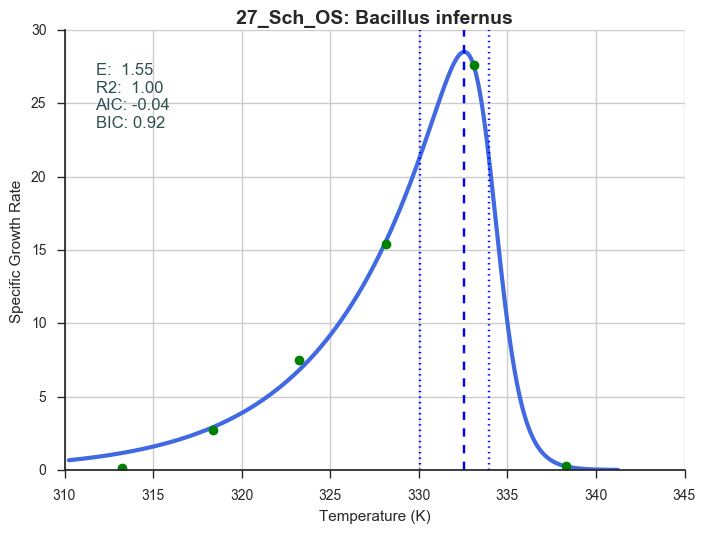 27_Sch_OS: Bacillus infernus
E:  1.55
R2:  1.00
AIC: -0.04
BIC: 0.92
Specific Growth Rate
30
25
20
15
10
5
0
310 315 320 325 330 335 340 345
Temperature (K)